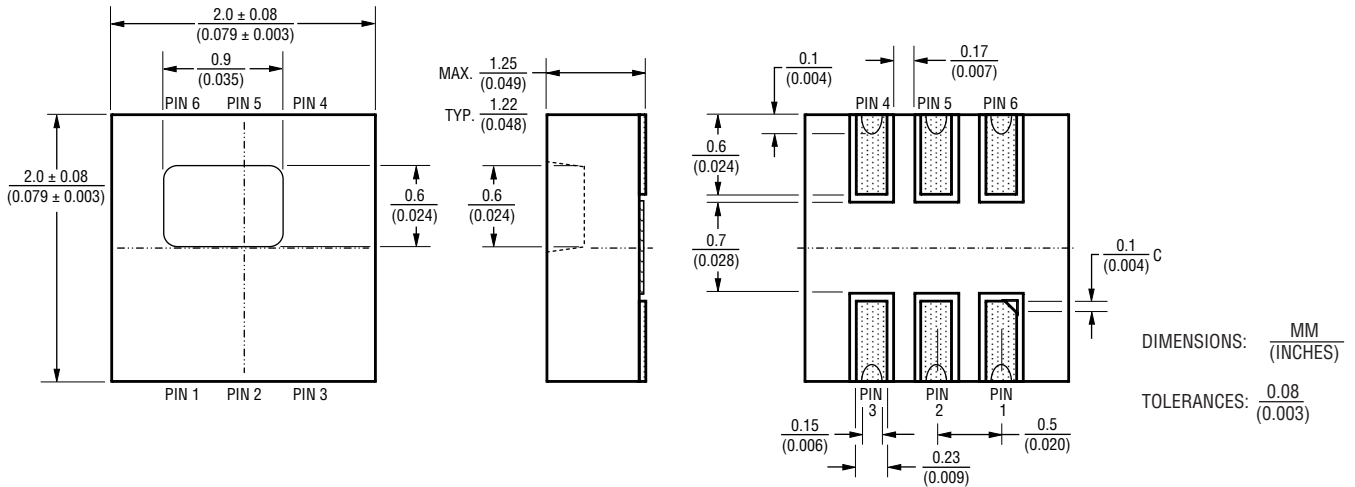 2.0 ± 0.08
(0.079 ± 0.003)
0.9
(0.035)
PIN 6 PIN 5 PIN 4
2.0 ± 0.08
(0.079 ± 0.003)
0.6
(0.024)
PIN 1 PIN 2 PIN 3
MAX. 1.25
(0.049)
TYP. 1.22
(0.048)
0.6
(0.024)
0.1
(0.004)
0.17
(0.007)
PIN 4 PIN 5 PIN 6
0.6
(0.024)
0.7
(0.028)
0.1
(0.004) C
PIN
3
PIN
2
PIN
1
0.15
(0.006)
0.23
(0.009)
0.5
(0.020)
DIMENSIONS: MM
(INCHES)
TOLERANCES: 0.08
(0.003)